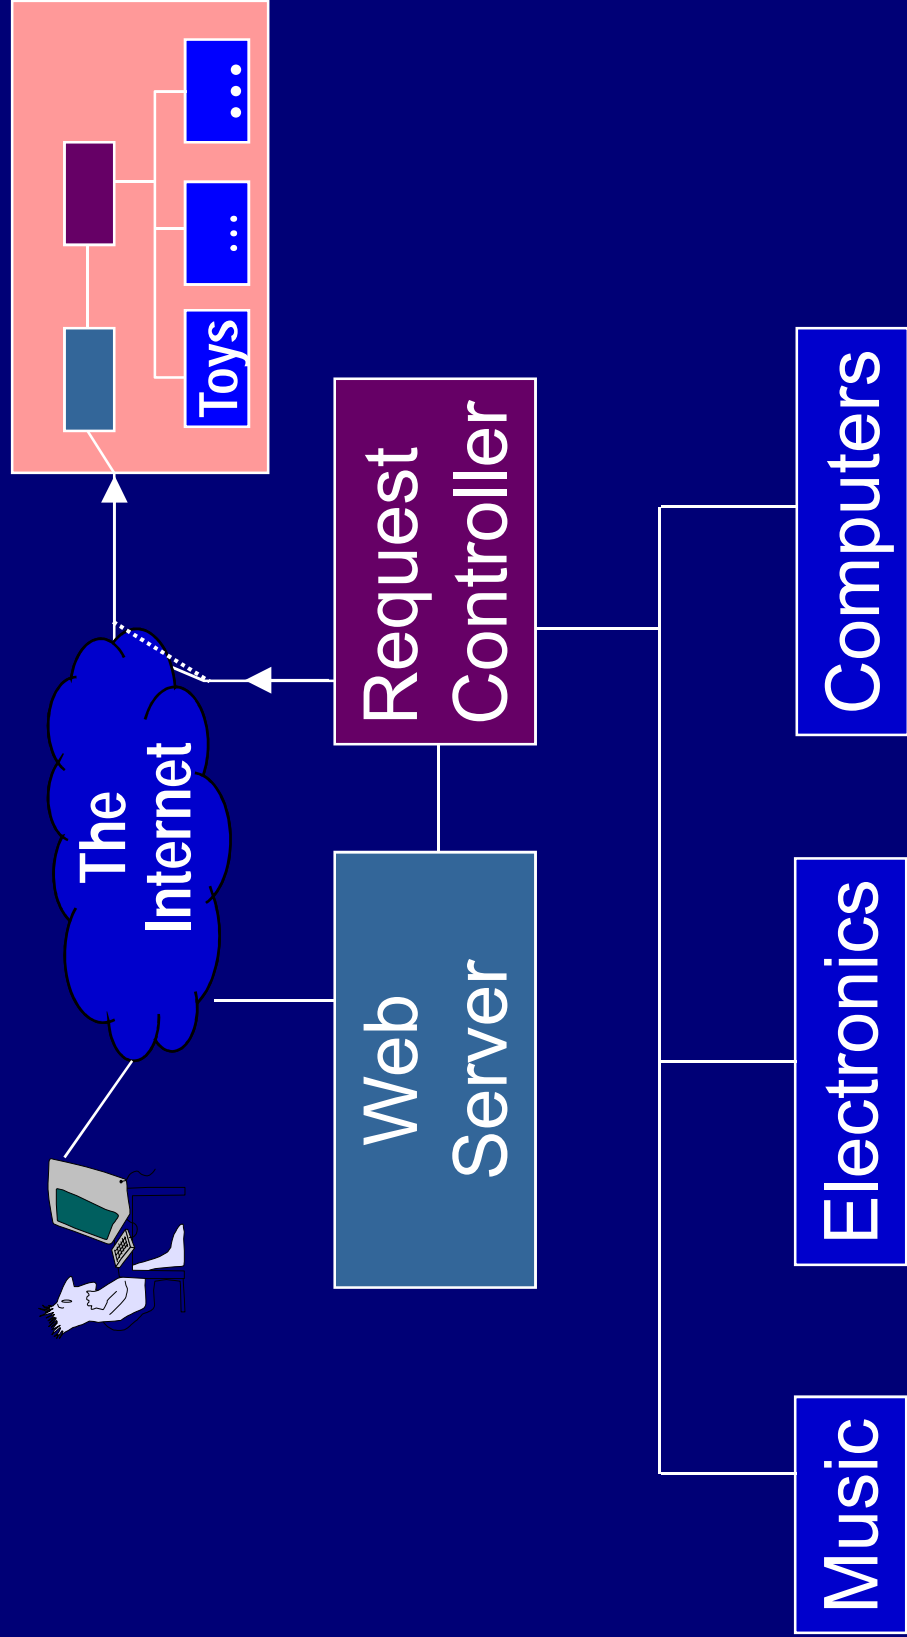 The
Internet
Toys
...
...
Web
Server
Request
Controller
Music
Electronics
Computers